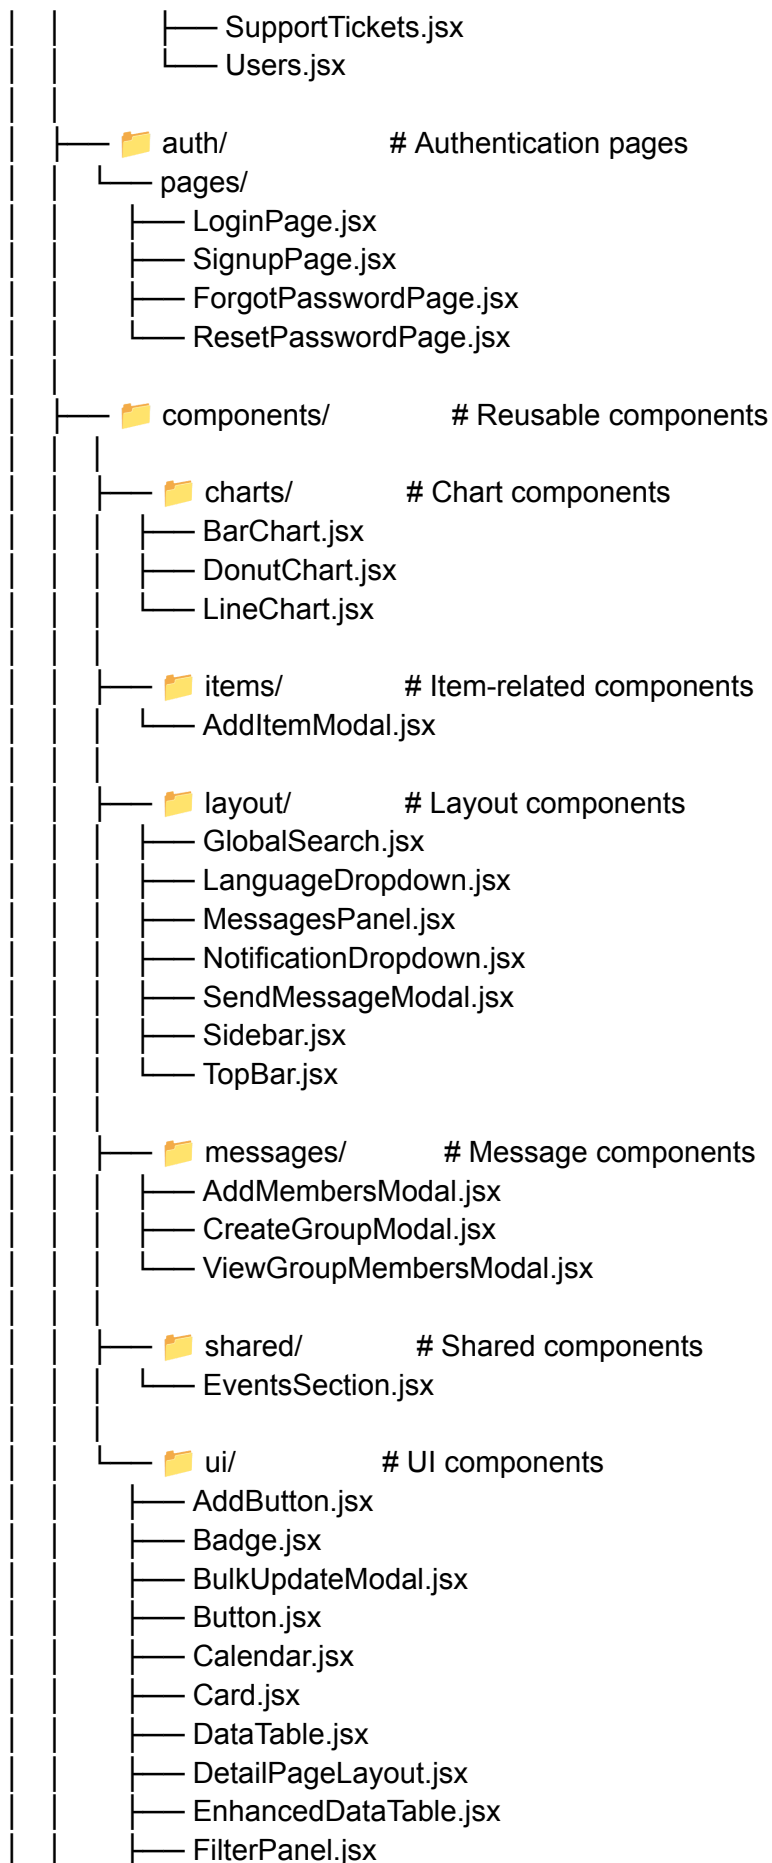 │ │ ├── SupportTickets.jsx
│ │ └── Users.jsx
│ │
│ ├── 📁 auth/ # Authentication pages
│ │ └── pages/
│ │ ├── LoginPage.jsx
│ │ ├── SignupPage.jsx
│ │ ├── ForgotPasswordPage.jsx
│ │ └── ResetPasswordPage.jsx
│ │
│ ├── 📁 components/ # Reusable components
│ │ │
│ │ ├── 📁 charts/ # Chart components
│ │ │ ├── BarChart.jsx
│ │ │ ├── DonutChart.jsx
│ │ │ └── LineChart.jsx
│ │ │
│ │ ├── 📁 items/ # Item-related components
│ │ │ └── AddItemModal.jsx
│ │ │
│ │ ├── 📁 layout/ # Layout components
│ │ │ ├── GlobalSearch.jsx
│ │ │ ├── LanguageDropdown.jsx
│ │ │ ├── MessagesPanel.jsx
│ │ │ ├── NotificationDropdown.jsx
│ │ │ ├── SendMessageModal.jsx
│ │ │ ├── Sidebar.jsx
│ │ │ └── TopBar.jsx
│ │ │
│ │ ├── 📁 messages/ # Message components
│ │ │ ├── AddMembersModal.jsx
│ │ │ ├── CreateGroupModal.jsx
│ │ │ └── ViewGroupMembersModal.jsx
│ │ │
│ │ ├── 📁 shared/ # Shared components
│ │ │ └── EventsSection.jsx
│ │ │
│ │ └── 📁 ui/ # UI components
│ │ ├── AddButton.jsx
│ │ ├── Badge.jsx
│ │ ├── BulkUpdateModal.jsx
│ │ ├── Button.jsx
│ │ ├── Calendar.jsx
│ │ ├── Card.jsx
│ │ ├── DataTable.jsx
│ │ ├── DetailPageLayout.jsx
│ │ ├── EnhancedDataTable.jsx
│ │ ├── FilterPanel.jsx